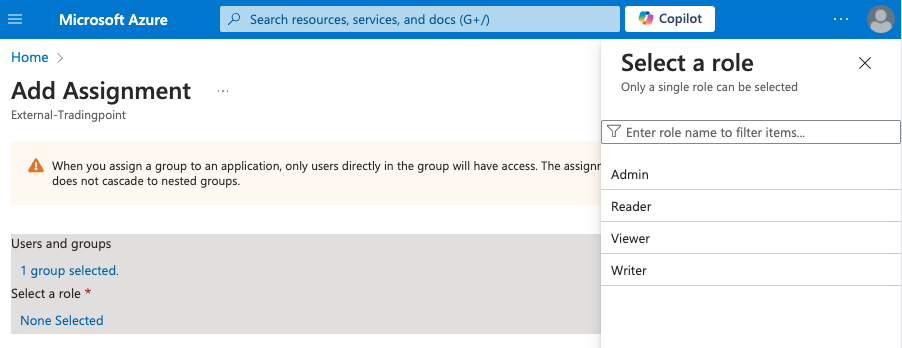 Microsoft Azure
Search resources, services, and docs (G+/)
Copilot
...
Home >
Add Assignment ...
External-Tradingpoint
When you assign a group to an application, only users directly in the group will have access. The
does not cascade to nested groups.
Users and groups
1 group selected.
Select a role *
None Selected
Select a role
Only a single role can be selected
Enter role name to filter items...
Admin
Reader
Viewer
Writer